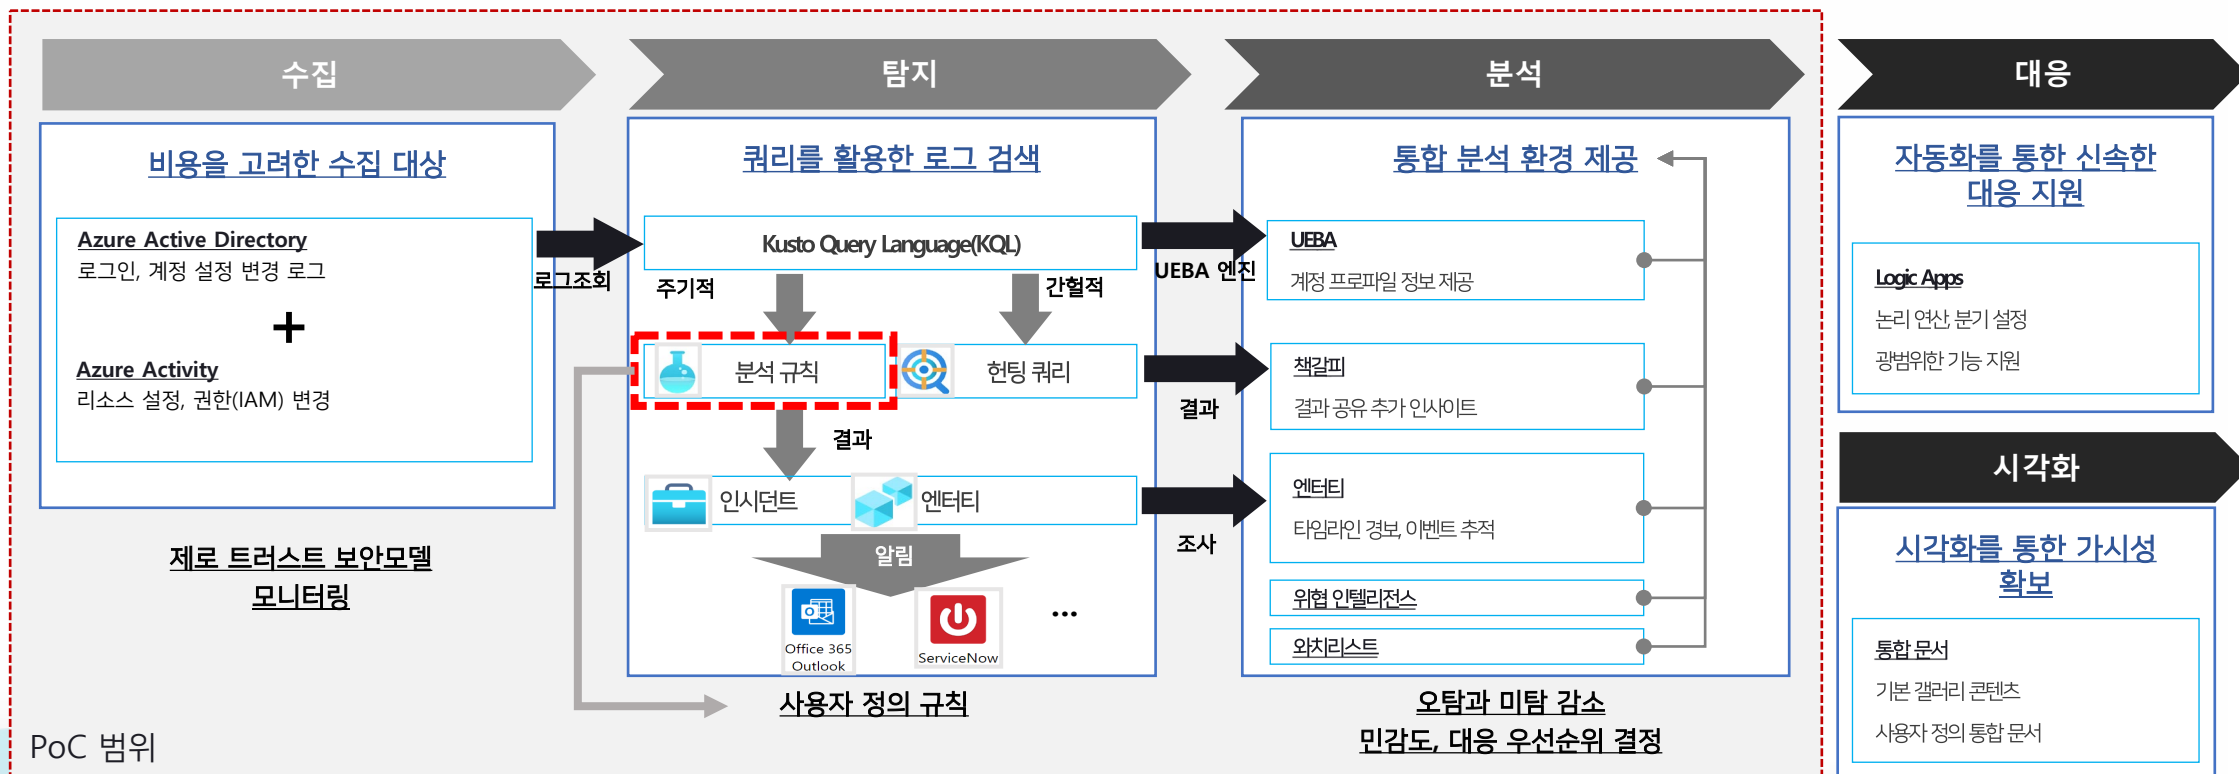 수집
비용을 고려한 수집 대상
Azure Active Directory
로그인, 계정 설정 변경 로그
+
Azure Activity
리소스 설정, 권한(IAM) 변경
제로 트러스트 보안모델
모니터링
로그조회
탐지
쿼리를 활용한 로그 검색
Kusto Query Language(KQL)
주기적
간헐적
분석 규칙
헌팅 쿼리
결과
인시던트
엔터티
알림
Office 365
Outlook
ServiceNow
...
사용자 정의 규칙
UEBA 엔진
결과
조사
분석
통합 분석 환경 제공
UEBA
계정 프로파일 정보 제공
책갈피
결과 공유 추가 인사이트
엔터티
타임라인 경보, 이벤트 추적
위협 인텔리전스
와치리스트
오탐과 미탐 감소
민감도, 대응 우선순위 결정
대응
자동화를 통한 신속한
대응 지원
Logic Apps
논리 연산, 분기 설정
광범위한 기능 지원
시각화
시각화를 통한 가시성
확보
통합 문서
기본 갤러리 콘텐츠
사용자 정의 통합 문서
PoC 범위